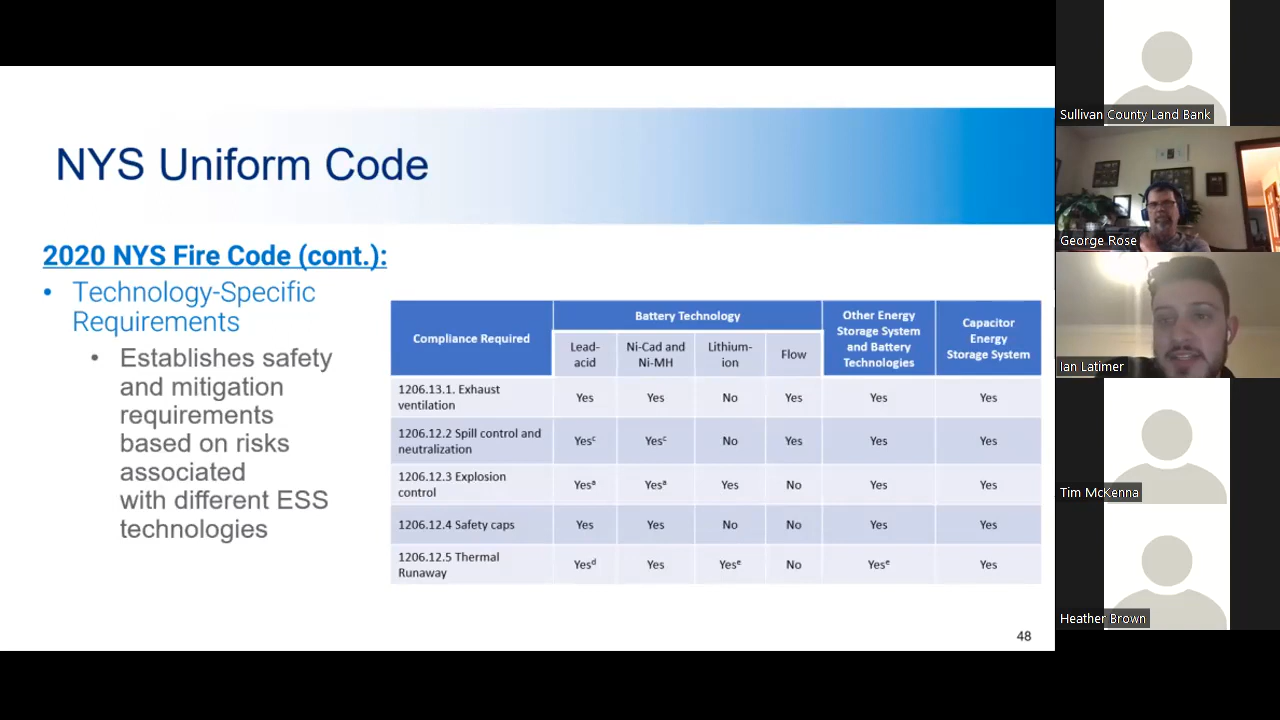 NYS Uniform Code
2020 NYS Fire Code (cont.):
• Technology-Specific
Requirements
• Establishes safety
and mitigation
requirements
based on risks
associated
with different ESS
technologies
Compliance Required
Battery Technology
Other Energy
Storage System
and Battery
Technologies
Capacitor
Energy
Storage System
Lead-
acid
Ni-Cad and
Ni-MH
Lithium-
ion
Flow
1206.13.1. Exhaust
ventilation
Yes Yes No Yes Yes Yes
1206.12.2 Spill control and
neutralization
Yesᶜ Yesᶜ No Yes Yes Yes
1206.12.3 Explosion
control
Yesᵃ Yesᵃ Yes No Yes Yes
1206.12.4 Safety caps
Yes Yes No No Yes Yes
1206.12.5 Thermal
Runaway
Yesᵈ Yes Yesᵉ No Yesᵉ Yes
48
Sullivan County Land Bank
George Rose
Ian Latimer
Tim McKenna
Heather Brown